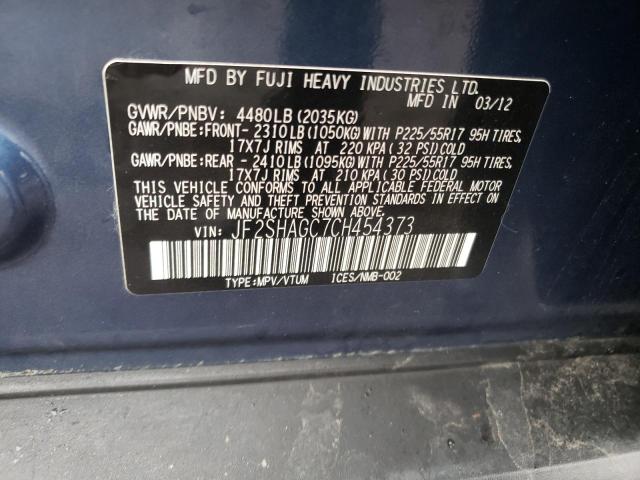 MFD BY FUJI HEAVY INDUSTRIES LTD.
MFD IN 03/12
GVWR/PNBV: 4480LB (2035KG)
GAWR/PNBE:FRONT- 2310LB (1050KG) WITH P225/55R17 95H TIRES,
17X7J RIMS AT 220 KPA (32 PSI) COLD
GAWR/PNBE:REAR - 2410LB (1095KG) WITH P225/55R17 95H TIRES,
17X7J RIMS AT 210 KPA (30 PSI) COLD
THIS VEHICLE CONFORMS TO ALL APPLICABLE FEDERAL MOTOR
VEHICLE SAFETY AND THEFT PREVENTION STANDARDS IN EFFECT ON
THE DATE OF MANUFACTURE SHOWN ABOVE.
VIN: JF2SHAGC7CH454373
TYPE:MPV/VTUM ICES/NMB-002